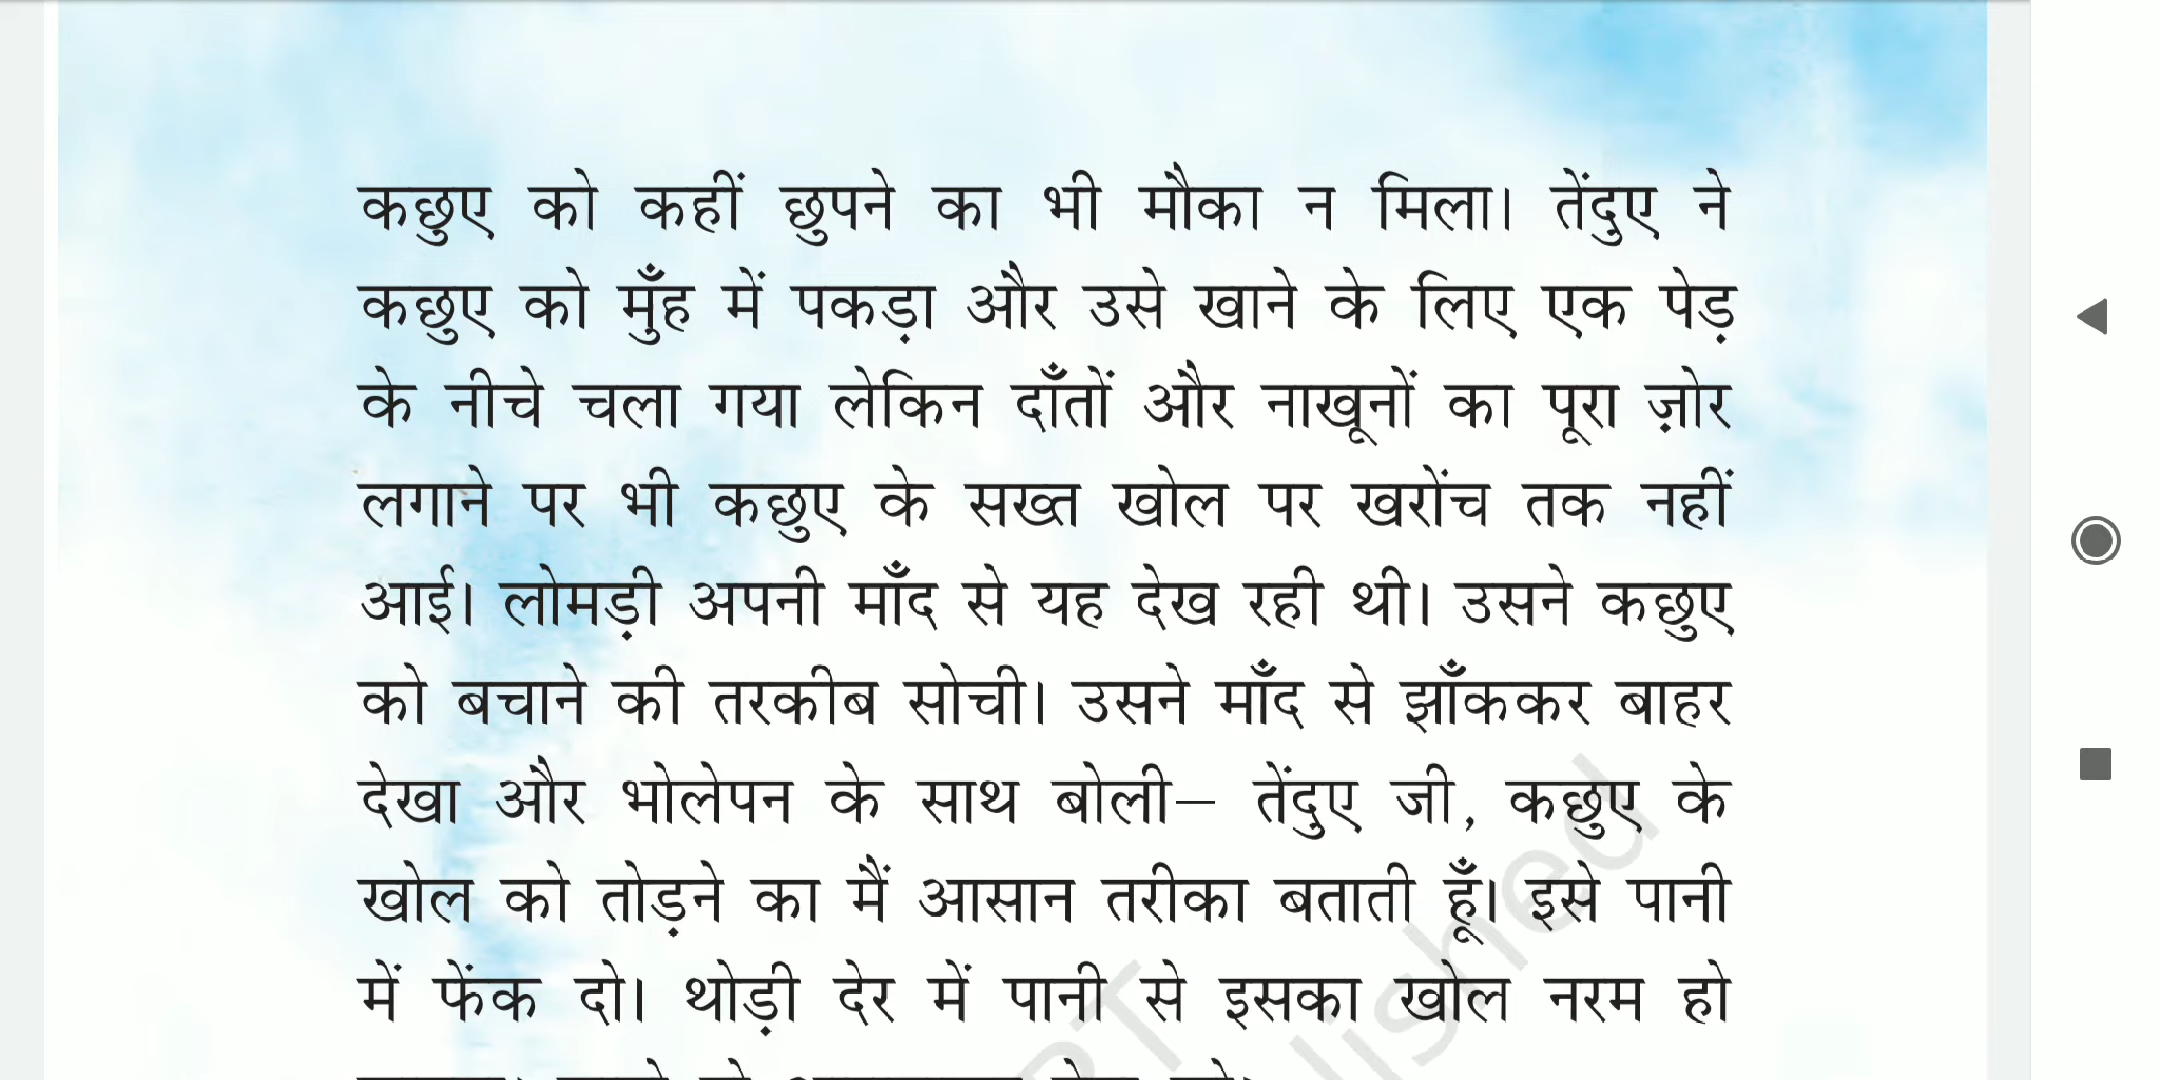 कछुए को कहीं छुपने का भी मौका न मिला। तेंदुए ने
कछुए को मुँह में पकड़ा और उसे खाने के लिए एक पेड़
के नीचे चला गया लेकिन दाँतों और नाखूनों का पूरा ज़ोर
लगाने पर भी कछुए के सख्त खोल पर खरोंच तक नहीं
आई। लोमड़ी अपनी माँद से यह देख रही थी। उसने कछुए
को बचाने की तरकीब सोची। उसने माँद से झाँककर बाहर
देखा और भोलेपन के साथ बोली– तेंदुए जी, कछुए के
खोल को तोड़ने का मैं आसान तरीका बताती हूँ। इसे पानी
में फेंक दो। थोड़ी देर में पानी से इसका खोल नरम हो